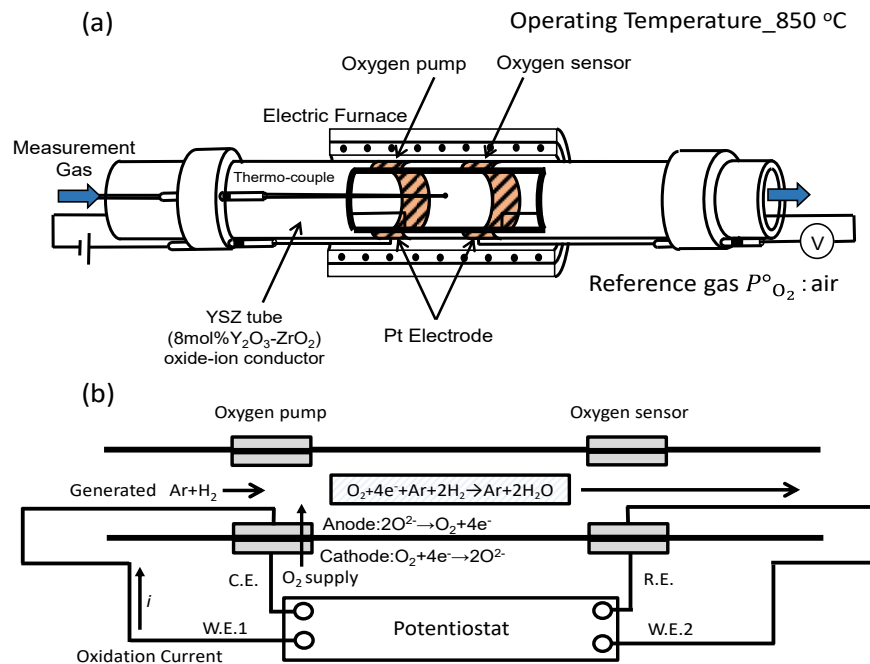 (a)
Operating Temperature_850 °C
Oxygen pump
Oxygen sensor
Electric Furnace
Measurement
Gas
Thermo-couple
V
Reference gas P°O₂ : air
YSZ tube
(8mol%Y₂O₃-ZrO₂)
oxide-ion conductor
Pt Electrode
(b)
Oxygen pump
Oxygen sensor
Generated Ar+H₂
O₂+4e⁻+Ar+2H₂→Ar+2H₂O
Anode:2O²⁻→O₂+4e⁻
Cathode:O₂+4e⁻→2O²⁻
C.E.
O₂ supply
R.E.
i
W.E.1
Potentiostat
W.E.2
Oxidation Current